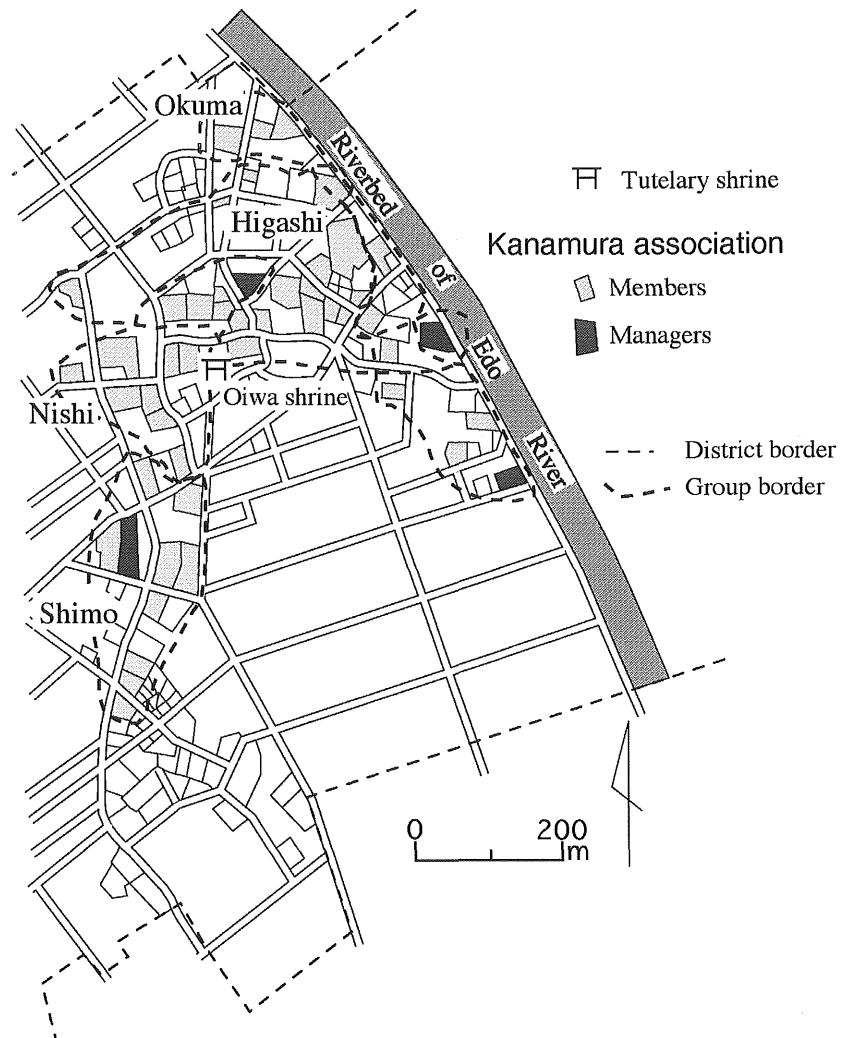 Okuma
Riverbed
of
Edo
River
Higashi
Nishi
Oiwa shrine
Shimo
Tutelary shrine
Kanamura association
Members
Managers
District border
Group border
0 200
m